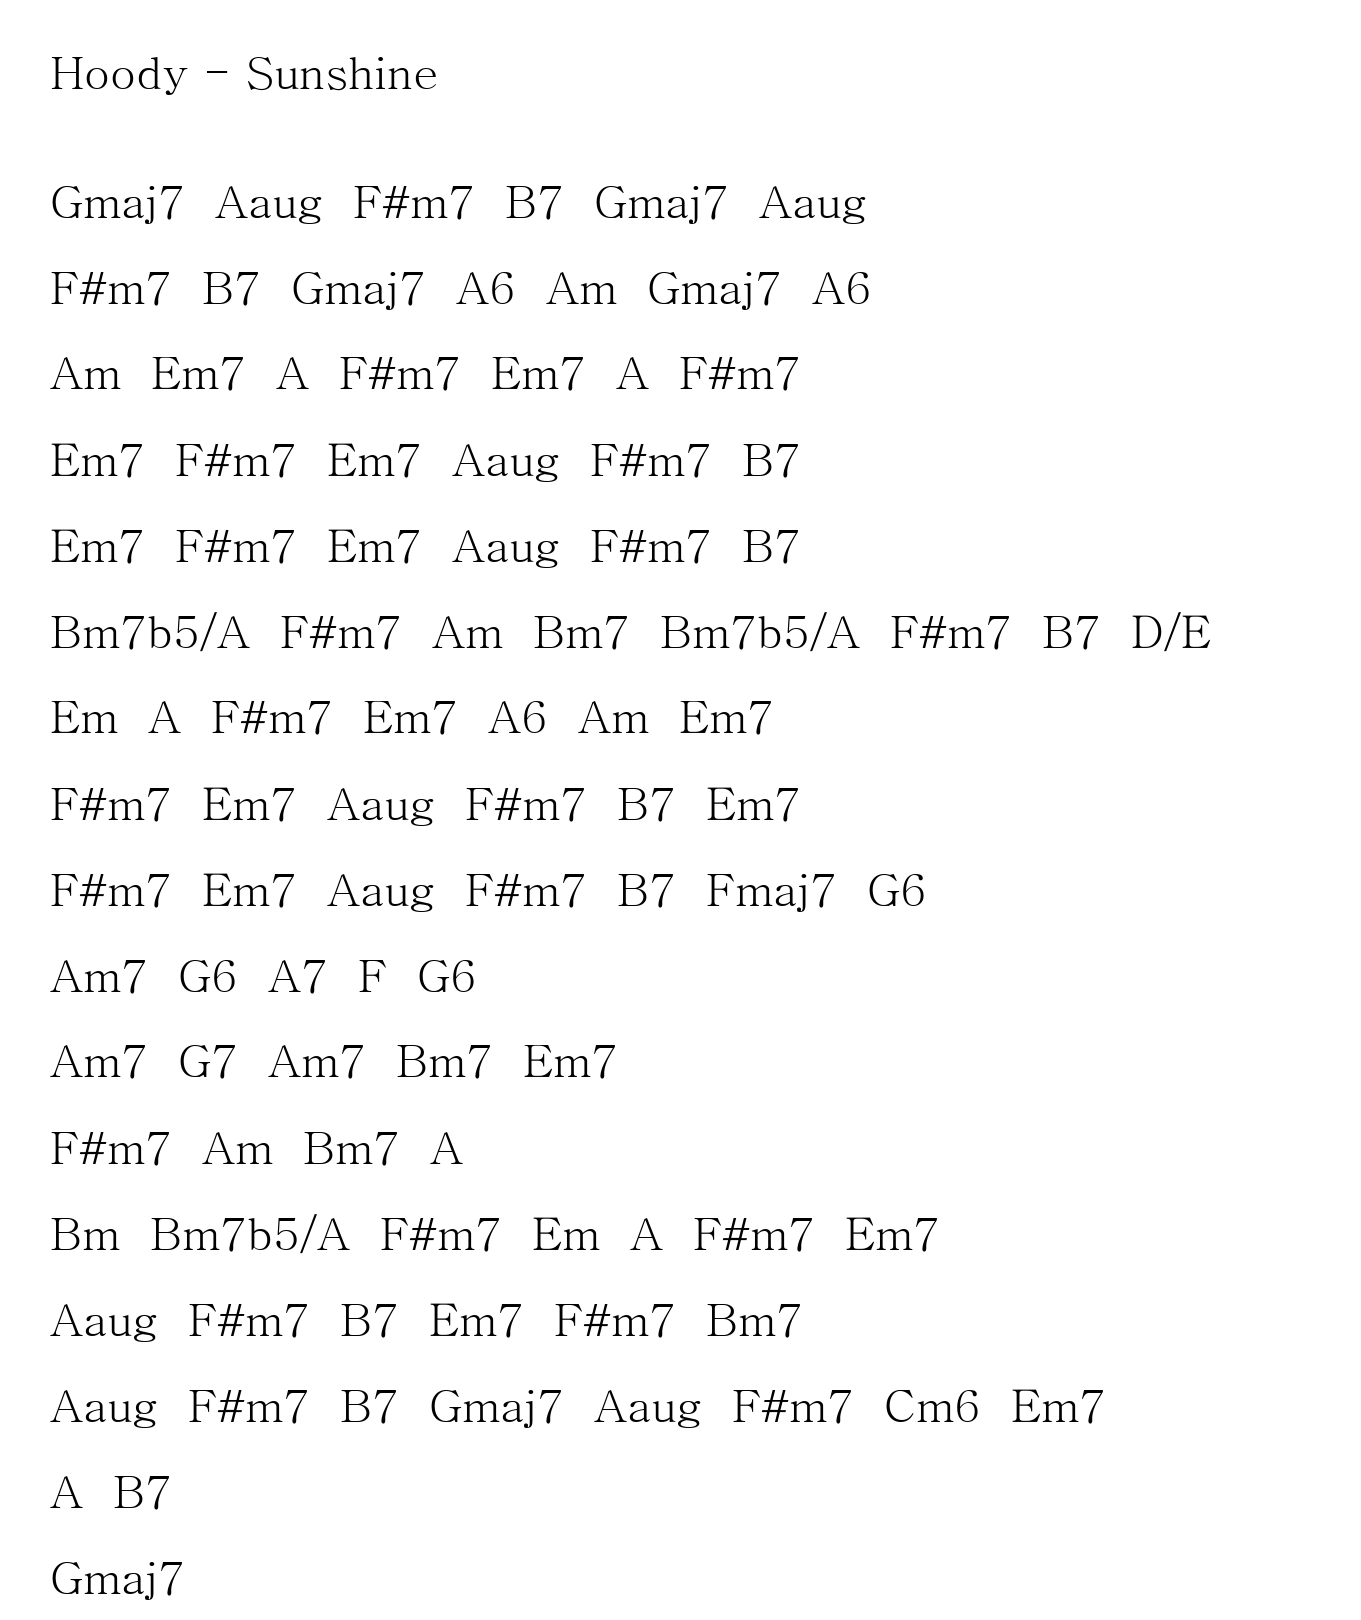 Hoody - Sunshine
Gmaj7 Aaug F#m7 B7 Gmaj7 Aaug
F#m7 B7 Gmaj7 A6 Am Gmaj7 A6
Am Em7 A F#m7 Em7 A F#m7
Em7 F#m7 Em7 Aaug F#m7 B7
Em7 F#m7 Em7 Aaug F#m7 B7
Bm7b5/A F#m7 Am Bm7 Bm7b5/A F#m7 B7 D/E
Em A F#m7 Em7 A6 Am Em7
F#m7 Em7 Aaug F#m7 B7 Em7
F#m7 Em7 Aaug F#m7 B7 Fmaj7 G6
Am7 G6 A7 F G6
Am7 G7 Am7 Bm7 Em7
F#m7 Am Bm7 A
Bm Bm7b5/A F#m7 Em A F#m7 Em7
Aaug F#m7 B7 Em7 F#m7 Bm7
Aaug F#m7 B7 Gmaj7 Aaug F#m7 Cm6 Em7
A B7
Gmaj7